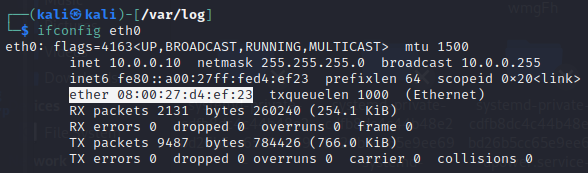 ┌──(kali㉿kali)-[/var/log]
└─$ ifconfig eth0
eth0: flags=4163<UP,BROADCAST,RUNNING,MULTICAST>  mtu 1500
        inet 10.0.0.10  netmask 255.255.255.0  broadcast 10.0.0.255
        inet6 fe80::a00:27ff:fed4:ef23  prefixlen 64  scopeid 0×20<link>
        ether 08:00:27:d4:ef:23  txqueuelen 1000  (Ethernet)
        RX packets 2131  bytes 260240 (254.1 KiB)
        RX errors 0  dropped 0  overruns 0  frame 0
        TX packets 9487  bytes 784426 (766.0 KiB)
        TX errors 0  dropped 0 overruns 0  carrier 0  collisions 0